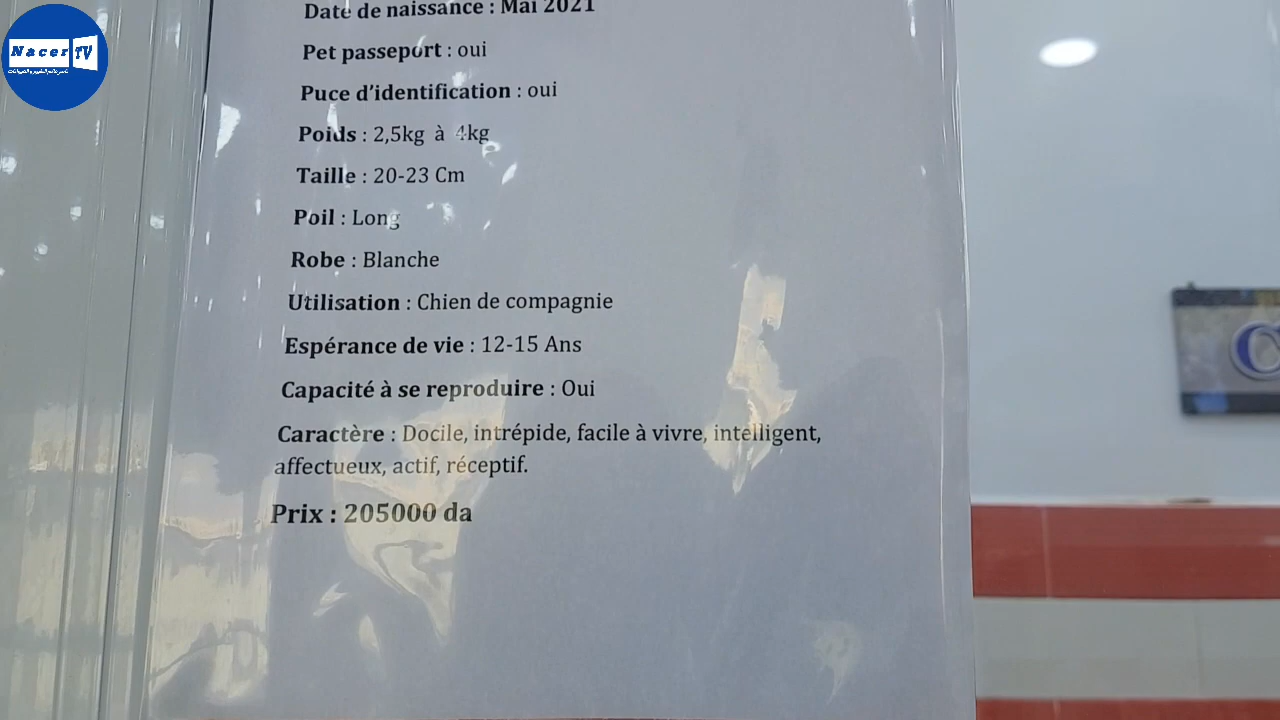 Date de naissance : Mai 2021
Nacer TV
Pet passeport : oui
Puce d'identification : oui
Poids : 2,5kg à 4kg
Taille : 20-23 Cm
Poil : Long
Robe : Blanche
Utilisation : Chien de compagnie
Espérance de vie : 12-15 Ans
Capacité à se reproduire : Oui
Caractère : Docile, intrépide, facile à vivre, intelligent,
affectueux, actif, réceptif.
Prix : 205000 da